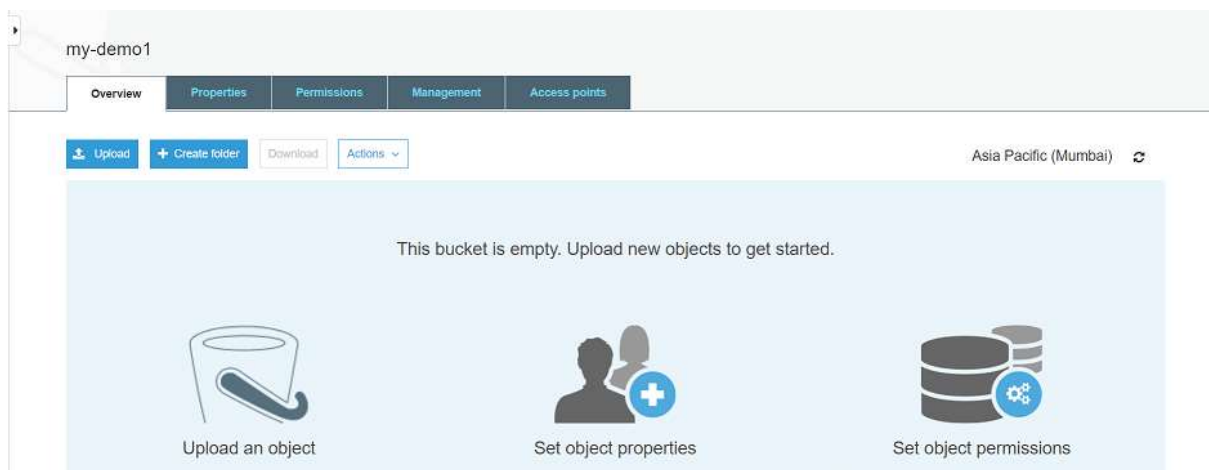 my-demo1
Overview Properties Permissions Management Access points
Upload + Create folder Download Actions Asia Pacific (Mumbai)
This bucket is empty. Upload new objects to get started.
Upload an object Set object properties Set object permissions